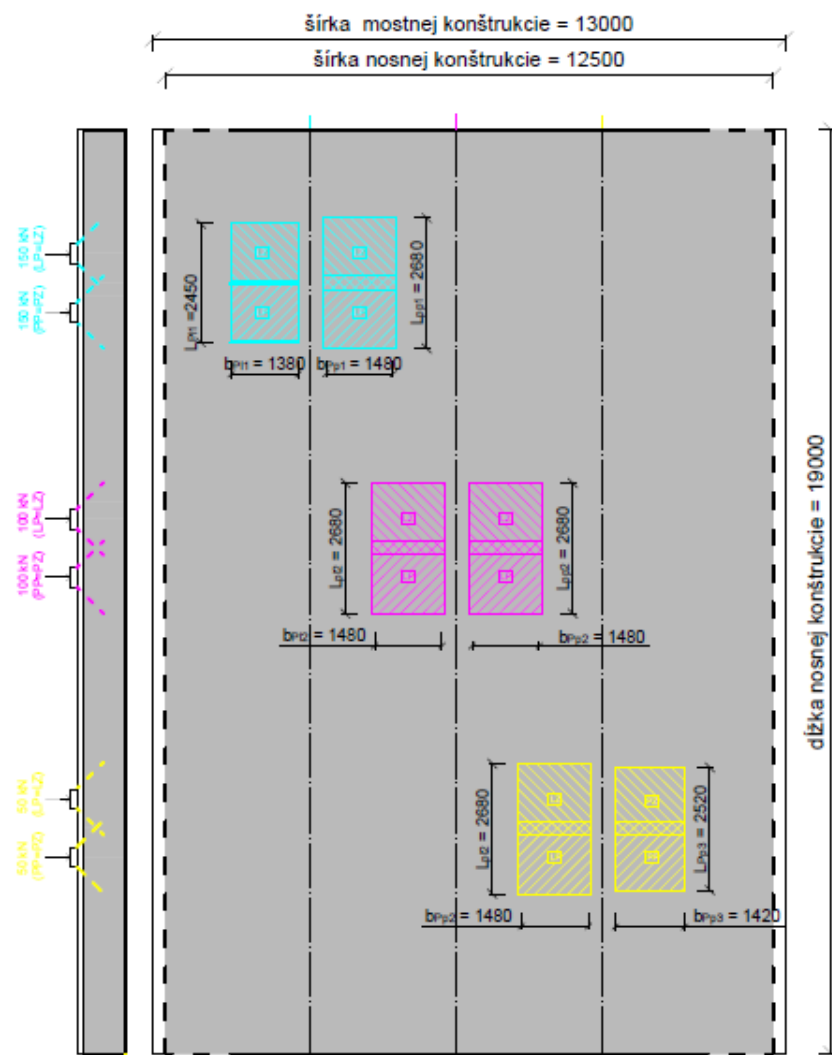 šírka mostnej konštrukcie = 13000
šírka nosnej konštrukcie = 12500
150 kN
(LP=LZ)
150 kN
(PP=PZ)
Lpl1 = 2450
Lpp1 = 2680
bPl1 = 1380
bPp1 = 1480
100 kN
(LP=LZ)
100 kN
(PP=PZ)
Lpl2 = 2680
Lpp2 = 2680
bPl2 = 1480
bPp2 = 1480
dĺžka nosnej konštrukcie = 19000
50 kN
(LP=LZ)
50 kN
(PP=PZ)
Lpl2 = 2680
LPp3 = 2520
bPp2 = 1480
bPp3 = 1420